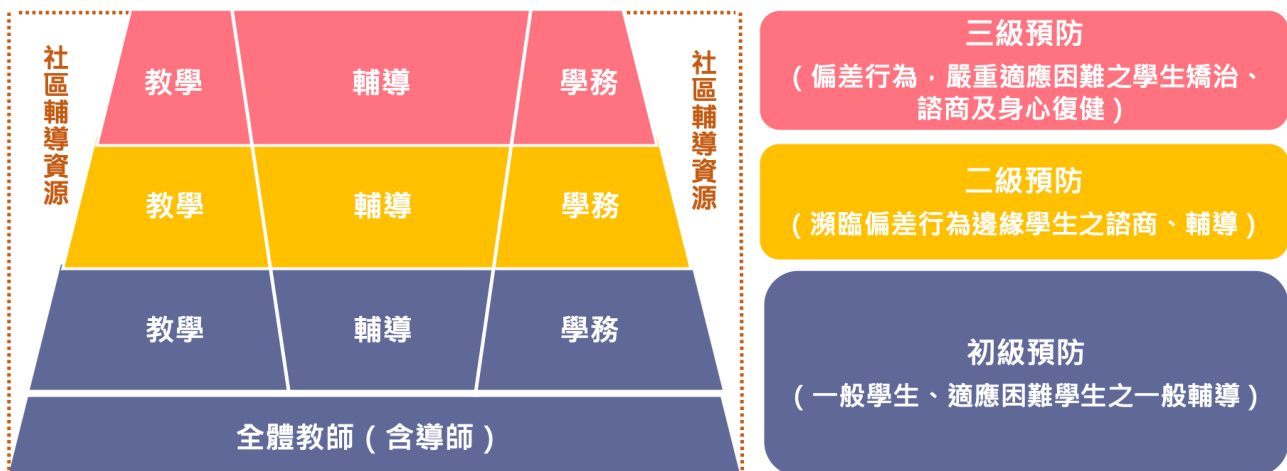 社區輔導資源
教學
輔導
學務
社區輔導資源
教學
輔導
學務
教學
輔導
學務
全體教師（含導師）
三級預防
（偏差行為，嚴重適應困難之學生矯治、
諮商及身心復健）
二級預防
（瀕臨偏差行為邊緣學生之諮商、輔導）
初級預防
（一般學生、適應困難學生之一般輔導）